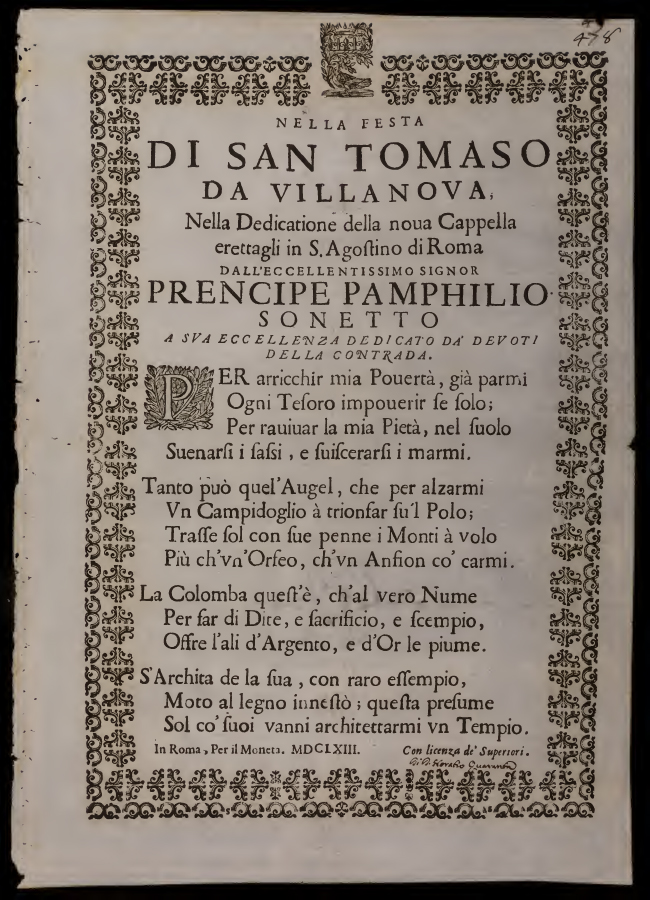 478
NELLA FESTA
DI SAN TOMASO
DA VILLANOVA,
Nella Dedicatione della noua Cappella
erettagli in S. Agoſtino di Roma
DALL'ECCELLENTISSIMO SIGNOR
PRENCIPE PAMPHILIO
SONETTO
A SVA ECCELLENZA DEDICATO DA' DEVOTI
DELLA CONTRADA.
PER arricchir mia Pouertà, già parmi
Ogni Teſoro impouerir ſe ſolo;
Per rauiuar la mia Pietà, nel ſuolo
Suenarſi i ſaſsi, e ſuiſcerarſi i marmi.
Tanto può quel'Augel, che per alzarmi
Vn Campidoglio à trionfar ſu'l Polo;
Traſſe ſol con ſue penne i Monti à volo
Più ch'vn'Orfeo, ch'vn Anfion co' carmi.
La Colomba queſt'è, ch'al vero Nume
Per far di Dite, e ſacrificio, e ſcempio,
Offre l'ali d'Argento, e d'Or le piume.
S'Archita de la ſua, con raro eſſempio,
Moto al legno inneſtò; queſta preſume
Sol co' ſuoi vanni architettarmi vn Tempio.
In Roma, Per il Moneta. MDCLXIII. Con licenza de' Superiori.